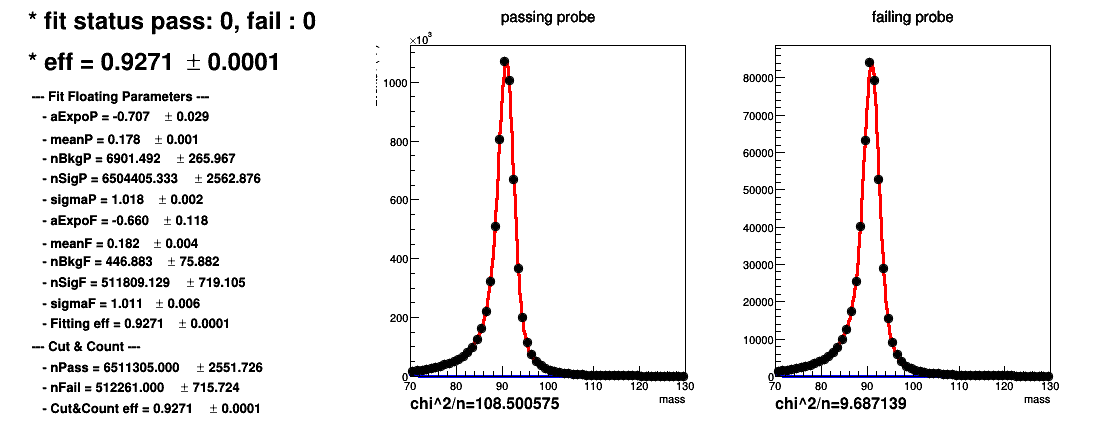 * fit status pass: 0, fail : 0
* eff = 0.9271 ± 0.0001
--- Fit Floating Parameters ---
- aExpoP = -0.707 ± 0.029
- meanP = 0.178 ± 0.001
- nBkgP = 6901.492 ± 265.967
- nSigP = 6504405.333 ± 2562.876
- sigmaP = 1.018 ± 0.002
- aExpoF = -0.660 ± 0.118
- meanF = 0.182 ± 0.004
- nBkgF = 446.883 ± 75.882
- nSigF = 511809.129 ± 719.105
- sigmaF = 1.011 ± 0.006
- Fitting eff = 0.9271 ± 0.0001
--- Cut & Count ---
- nPass = 6511305.000 ± 2551.726
- nFail = 512261.000 ± 715.724
- Cut&Count eff = 0.9271 ± 0.0001
passing probe
×10³
1000
800
600
400
200
0
70 80 90 100 110 120 130
mass
chi^2/n=108.500575
failing probe
80000
70000
60000
50000
40000
30000
20000
10000
0
70 80 90 100 110 120 130
mass
chi^2/n=9.687139